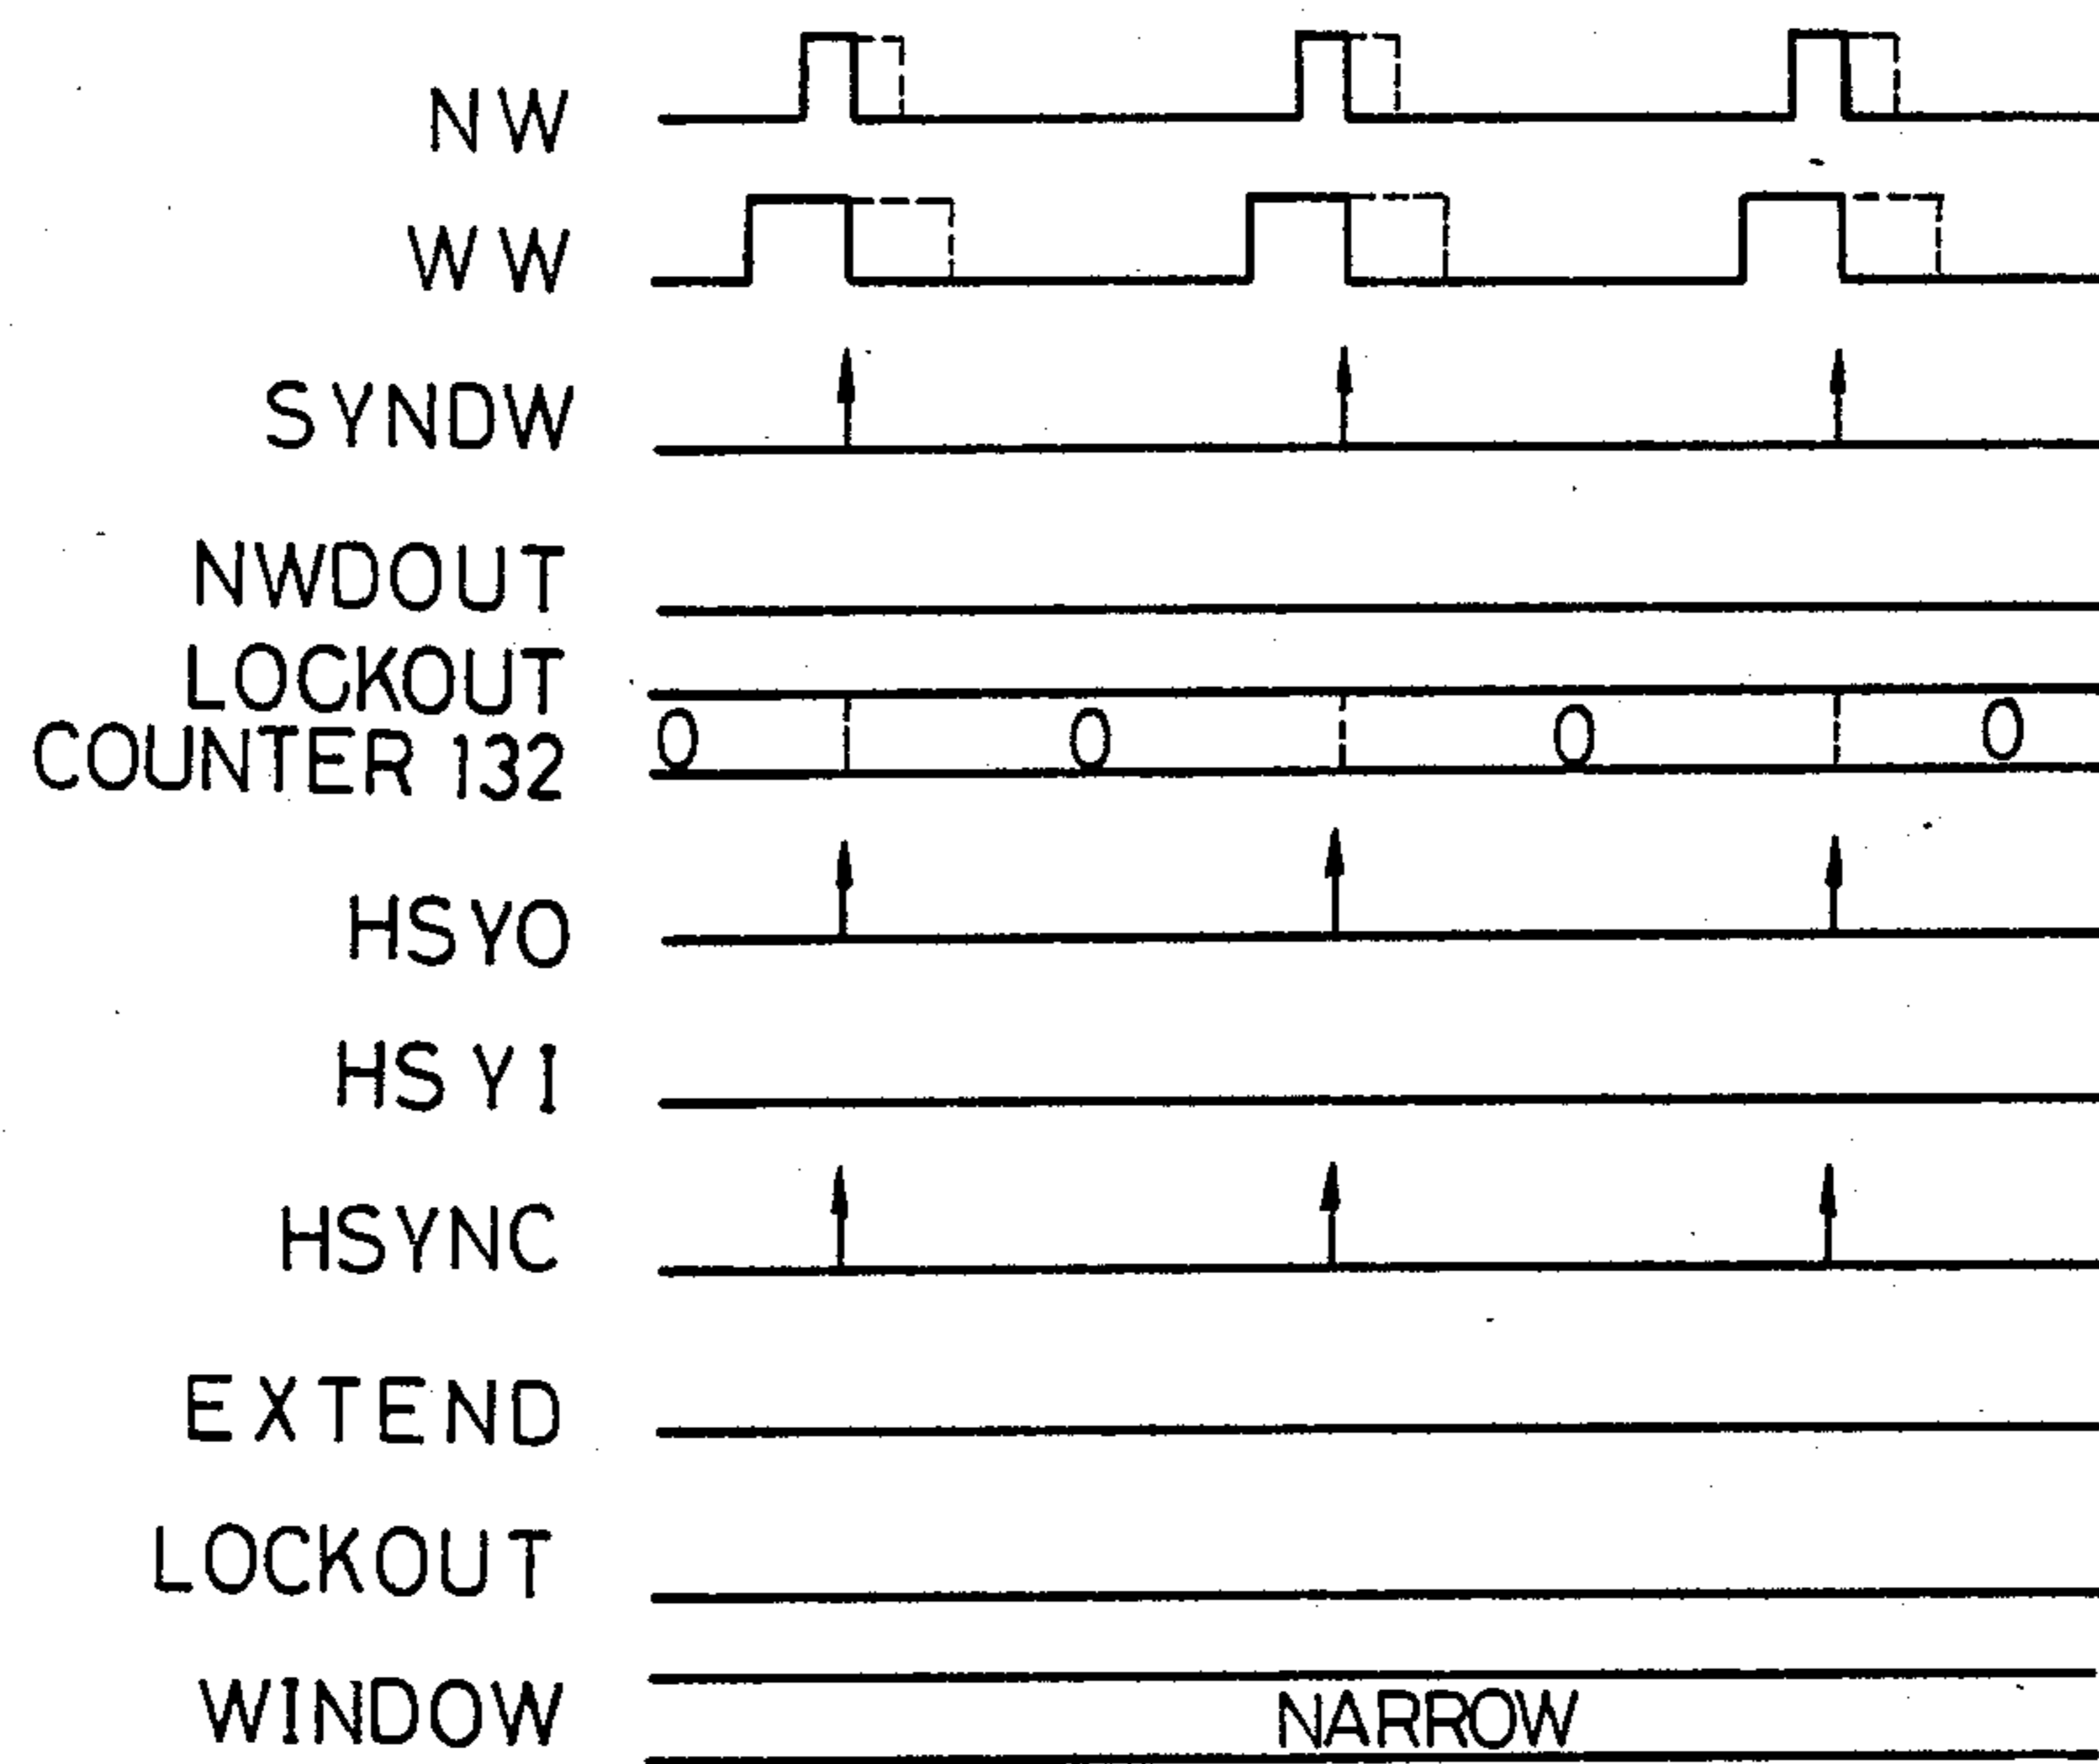 NW
WW
SYNDW
NWDOUT
LOCKOUT
COUNTER 132
0 0 0 0
HSYO
HSYI
HSYNC
EXTEND
LOCKOUT
WINDOW NARROW